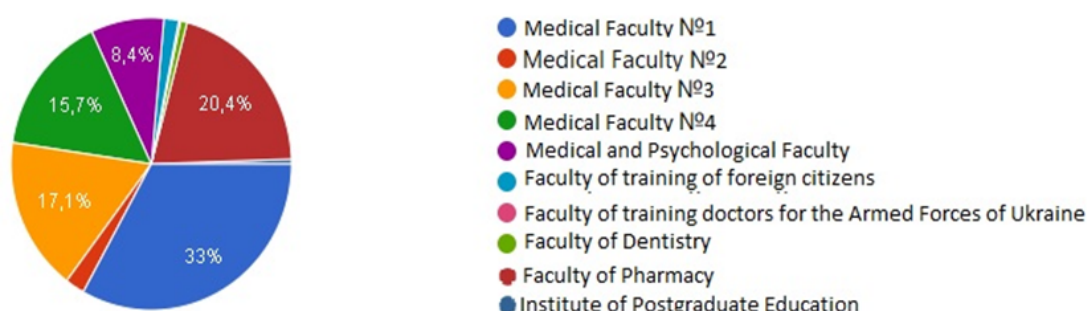 8,4%
15,7%
20,4%
17,1%
33%
Medical Faculty №1
Medical Faculty №2
Medical Faculty №3
Medical Faculty №4
Medical and Psychological Faculty
Faculty of training of foreign citizens
Faculty of training doctors for the Armed Forces of Ukraine
Faculty of Dentistry
Faculty of Pharmacy
Institute of Postgraduate Education